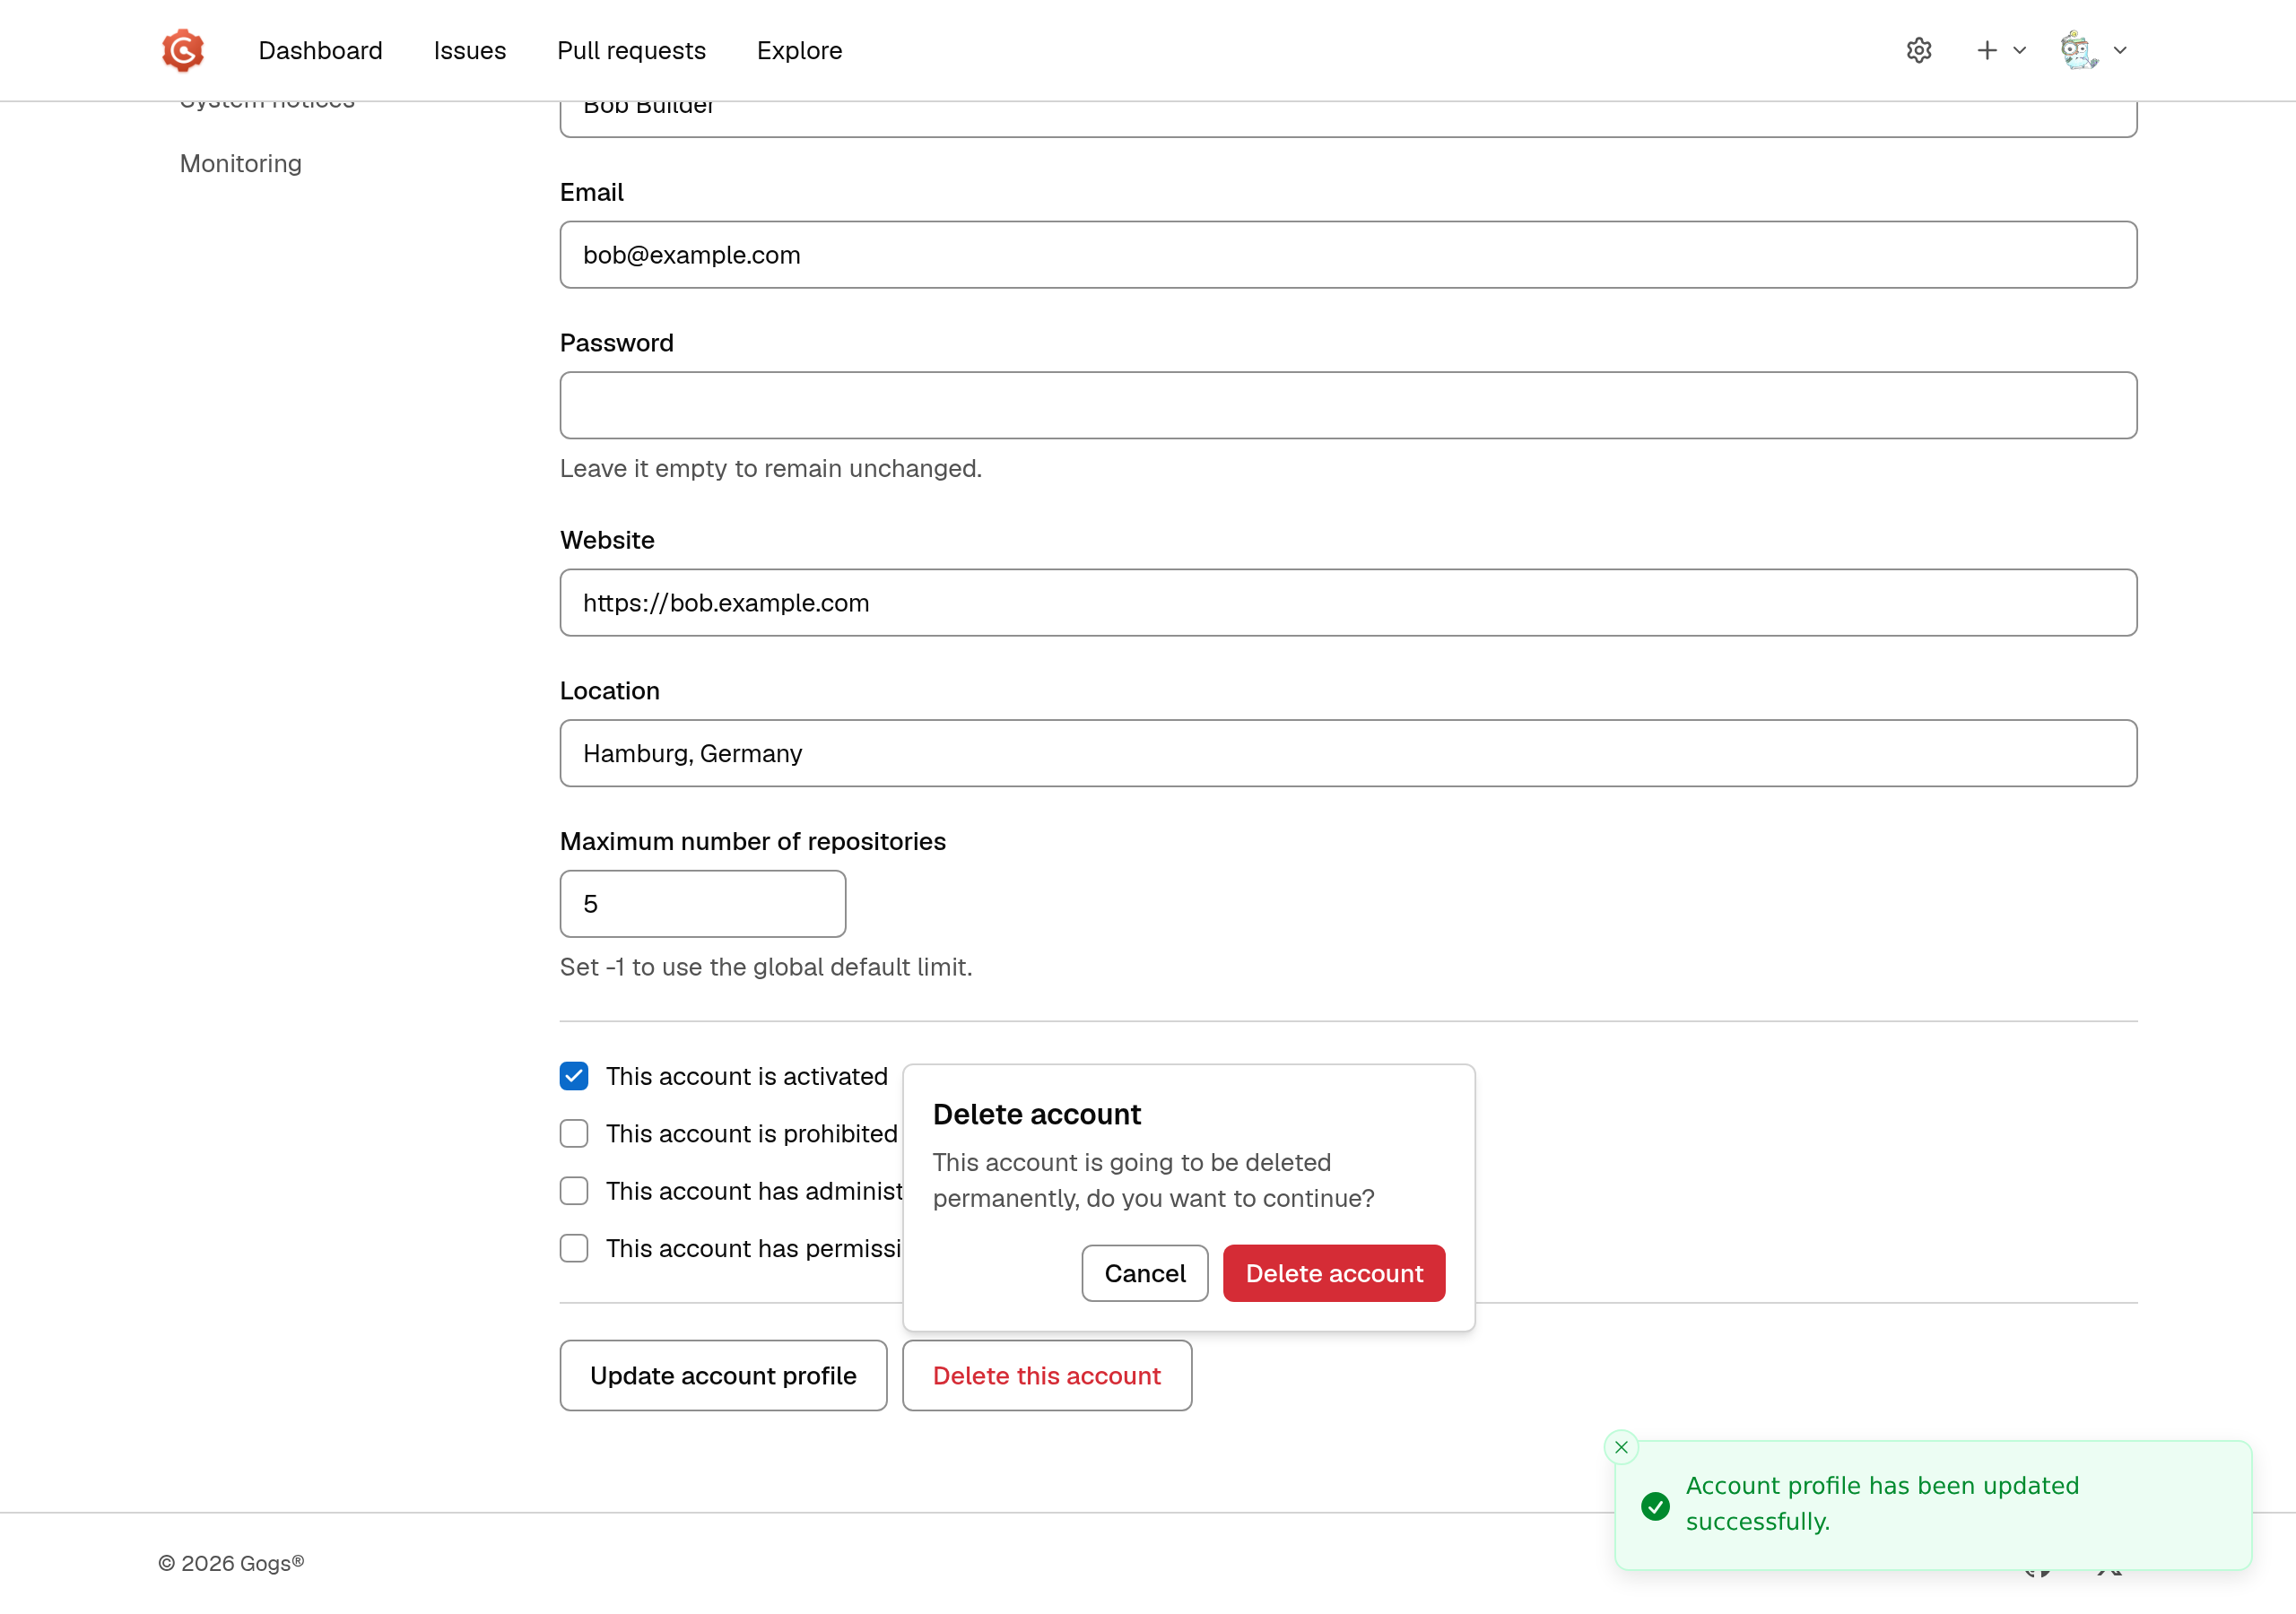 Dashboard
Issues
Pull requests
Explore
System notices
Monitoring
Bob Builder
Email
bob@example.com
Password
Leave it empty to remain unchanged.
Website
https://bob.example.com
Location
Hamburg, Germany
Maximum number of repositories
5
Set -1 to use the global default limit.
This account is activated
This account is prohibited
This account has administ
This account has permissi
Delete account
This account is going to be deleted
permanently, do you want to continue?
Cancel
Delete account
Update account profile
Delete this account
Account profile has been updated
successfully.
© 2026 Gogs®